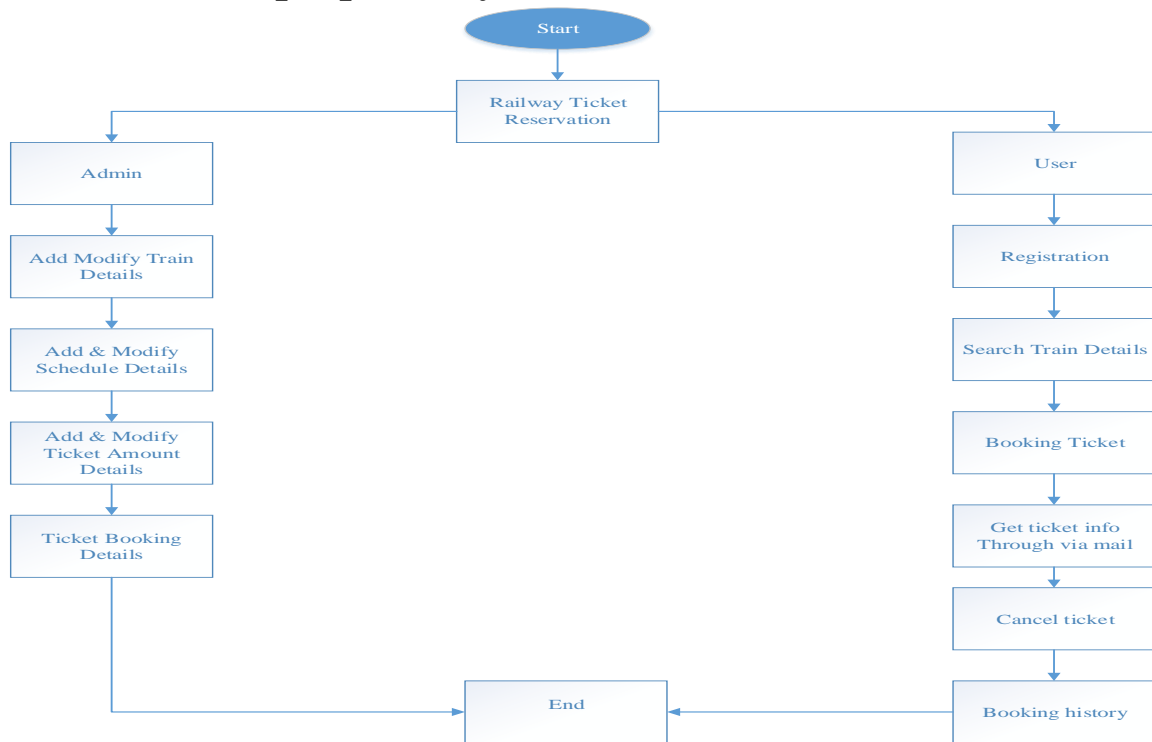 Start
Railway Ticket
Reservation
Admin
Add Modify Train
Details
Add & Modify
Schedule Details
Add & Modify
Ticket Amount
Details
Ticket Booking
Details
User
Registration
Search Train Details
Booking Ticket
Get ticket info
Through via mail
Cancel ticket
Booking history
End